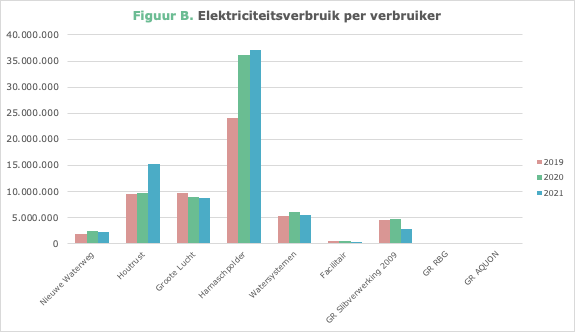 Figuur B. Elektriciteitsverbruik per verbruiker
40.000.000
35.000.000
30.000.000
25.000.000
20.000.000
15.000.000
10.000.000
5.000.000
0
2019
2020
2021
Nieuwe Waterweg
Houtrust
Groote Lucht
Harnaschpolder
Watersystemen
Facilitair
GR Slibverwerking 2009
GR RBG
GR AQUON